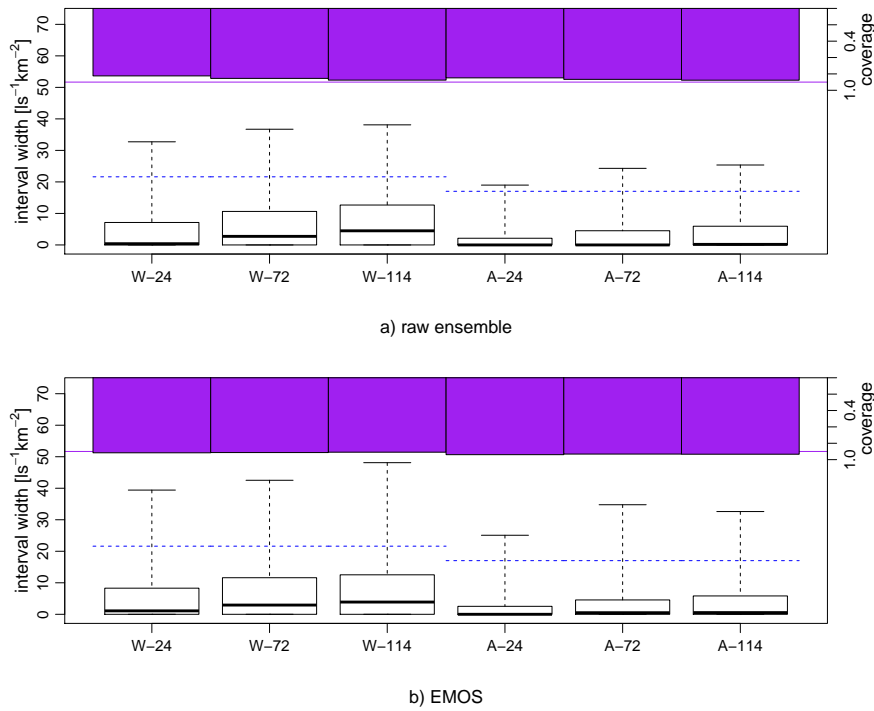 interval width [ls−1km−2]
70
60
50
40
30
20
10
0
0.4
1.0
coverage
W−24
W−72
W−114
A−24
A−72
A−114
a) raw ensemble
interval width [ls−1km−2]
70
60
50
40
30
20
10
0
0.4
1.0
coverage
W−24
W−72
W−114
A−24
A−72
A−114
b) EMOS